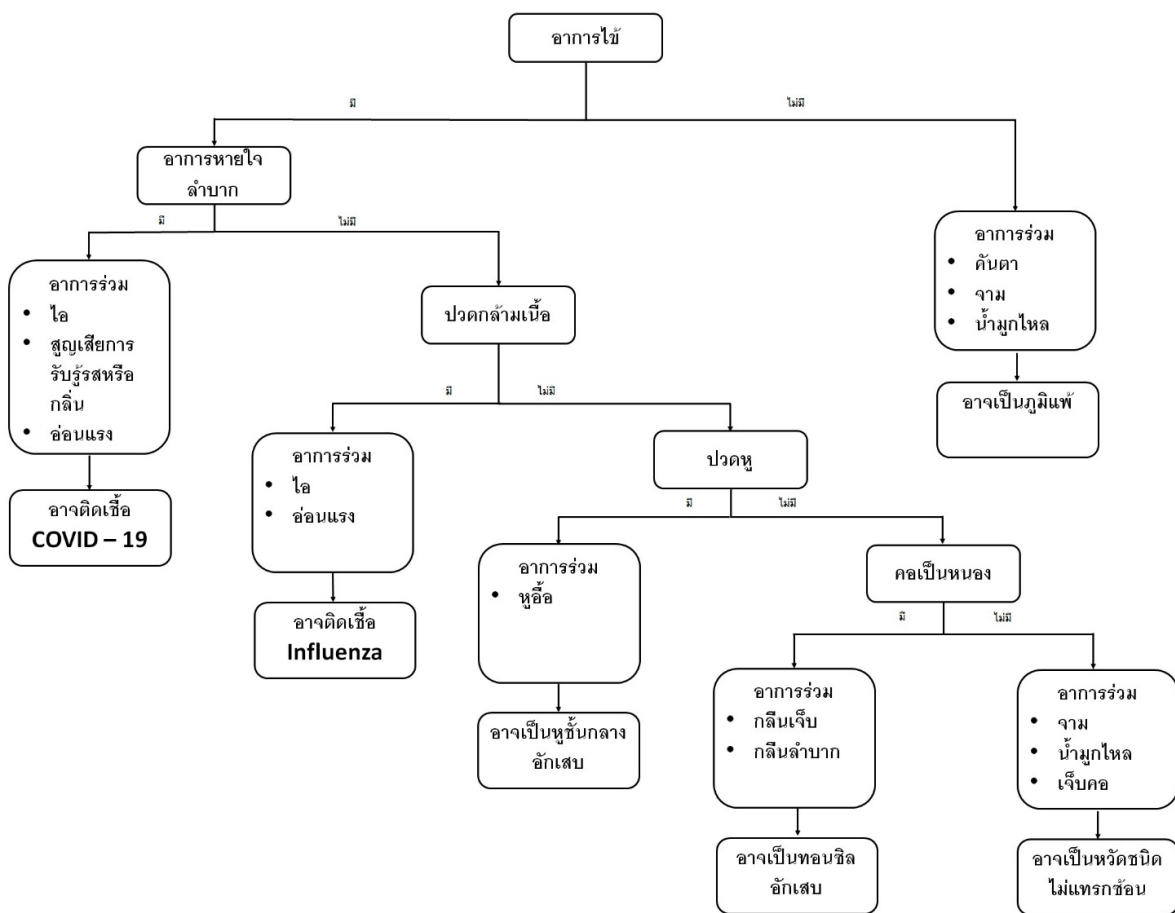 อาการไข้
มี
ไม่มี
อาการหายใจ
ลำบาก
มี
ไม่มี
อาการร่วม
• ไอ
• สูญเสียการ
รับรู้รสหรือ
กลิ่น
• อ่อนแรง
อาจติดเชื้อ
COVID – 19
ปวดกล้ามเนื้อ
มี
ไม่มี
อาการร่วม
• ไอ
• อ่อนแรง
อาจติดเชื้อ
Influenza
ปวดหู
มี
ไม่มี
อาการร่วม
• หูอื้อ
อาจเป็นหูชั้นกลาง
อักเสบ
คอเป็นหนอง
มี
ไม่มี
อาการร่วม
• กลืนเจ็บ
• กลืนลำบาก
อาจเป็นทอนซิล
อักเสบ
อาการร่วม
• จาม
• น้ำมูกไหล
• เจ็บคอ
อาจเป็นหวัดชนิด
ไม่แทรกซ้อน
อาการร่วม
• คันตา
• จาม
• น้ำมูกไหล
อาจเป็นภูมิแพ้